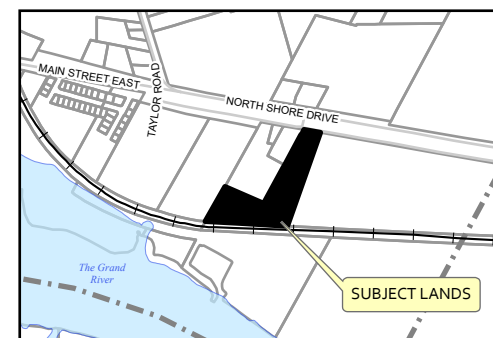 MAIN STREET EAST
TAYLOR ROAD
NORTH SHORE DRIVE
The Grand
River
SUBJECT LANDS